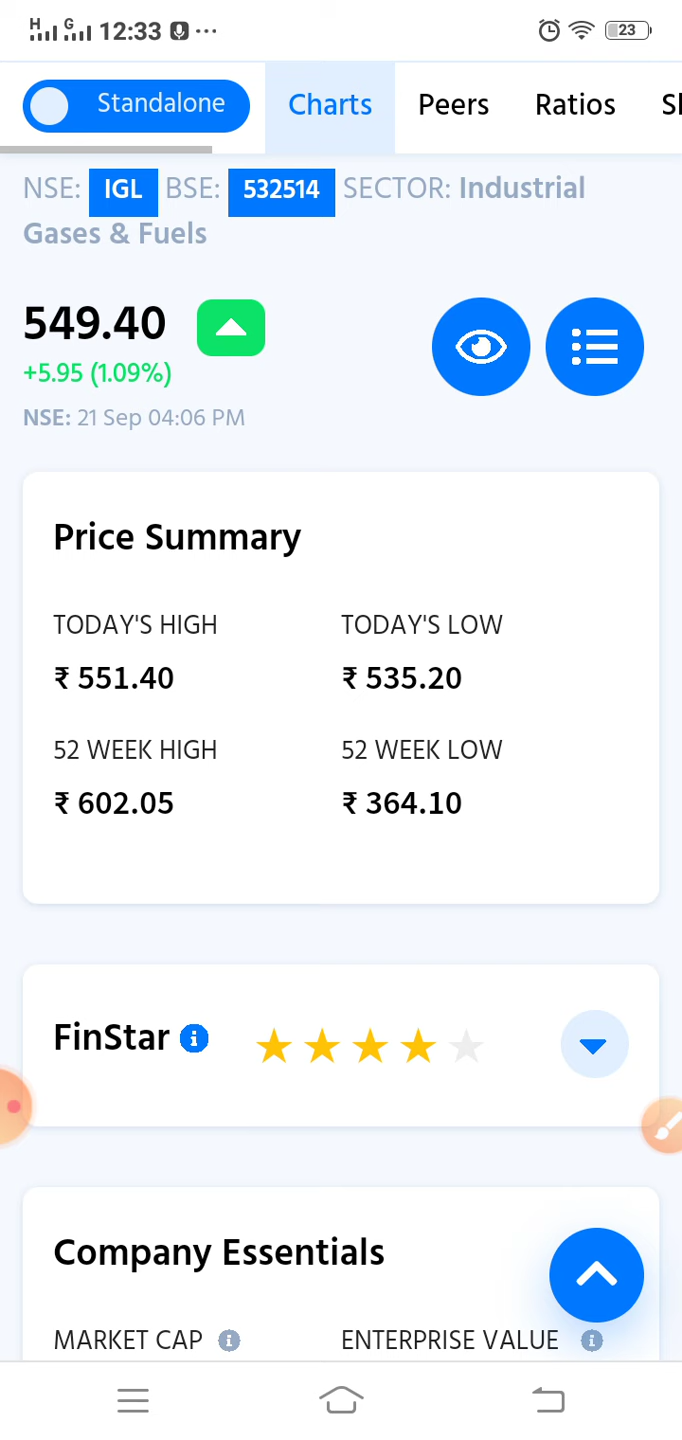 H G 12:33 23
Standalone Charts Peers Ratios
NSE: IGL BSE: 532514 SECTOR: Industrial
Gases & Fuels
549.40
+5.95 (1.09%)
NSE: 21 Sep 04:06 PM
Price Summary
TODAY'S HIGH TODAY'S LOW
₹ 551.40 ₹ 535.20
52 WEEK HIGH 52 WEEK LOW
₹ 602.05 ₹ 364.10
FinStar
Company Essentials
MARKET CAP ENTERPRISE VALUE